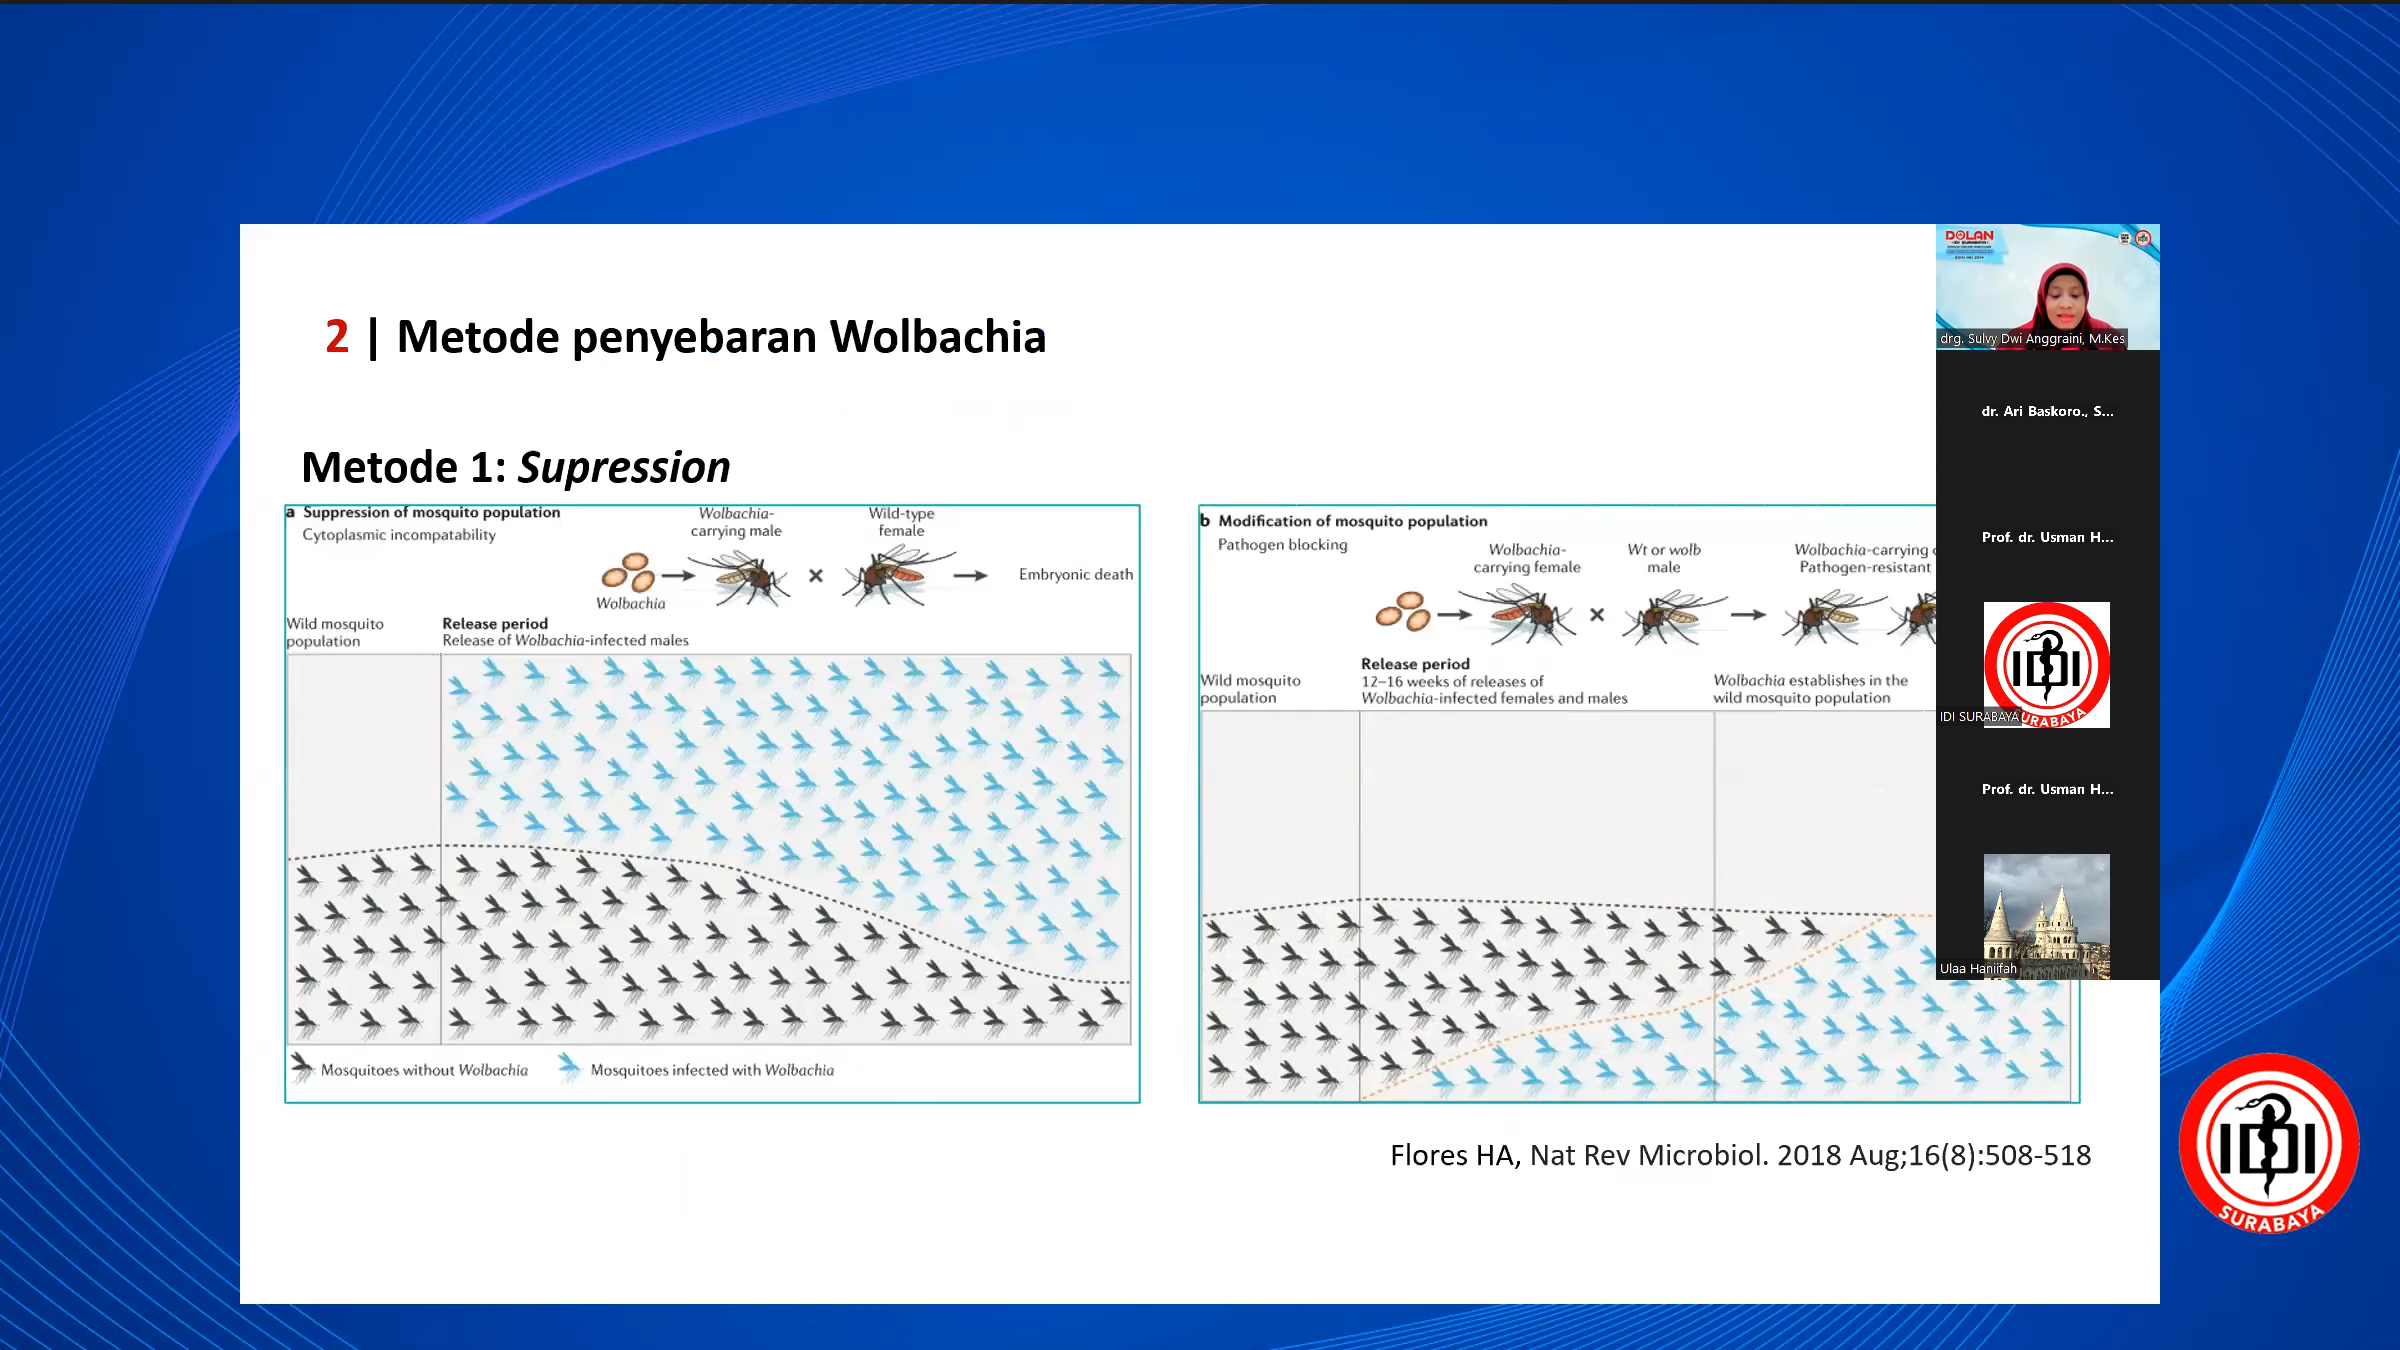 2 | Metode penyebaran Wolbachia
Metode 1: Supression
a Suppression of mosquito population
Cytoplasmic incompatability
Wolbachia-
carrying male
Wild-type
female
Wolbachia
Embryonic death
Wild mosquito
population
Release period
Release of Wolbachia-infected males
Mosquitoes without Wolbachia
Mosquitoes infected with Wolbachia
b Modification of mosquito population
Pathogen blocking
Wolbachia-
carrying female
Wt or wolb
male
Wolbachia-carrying
Pathogen-resistant
Wild mosquito
population
Release period
12–16 weeks of releases of
Wolbachia-infected females and males
Wolbachia establishes in the
wild mosquito population
Flores HA, Nat Rev Microbiol. 2018 Aug;16(8):508-518
DOLAN
IDI SURABAYA
drg. Sulvy Dwi Anggraini, M.Kes
dr. Ari Baskoro., S...
Prof. dr. Usman H...
IDI
SURABAYA
IDI SURABAYA
Prof. dr. Usman H...
Ulaa Haniifah
IDI
SURABAYA